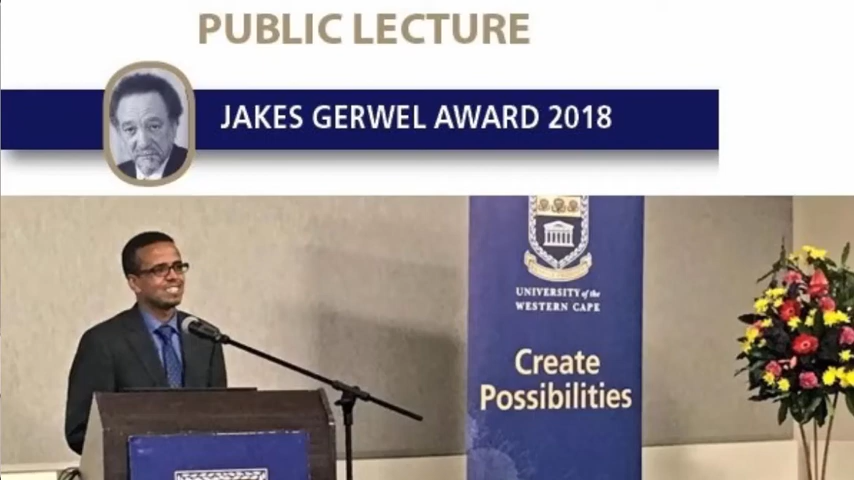 PUBLIC LECTURE
JAKES GERWEL AWARD 2018
UNIVERSITY of the
WESTERN CAPE
Create
Possibilities